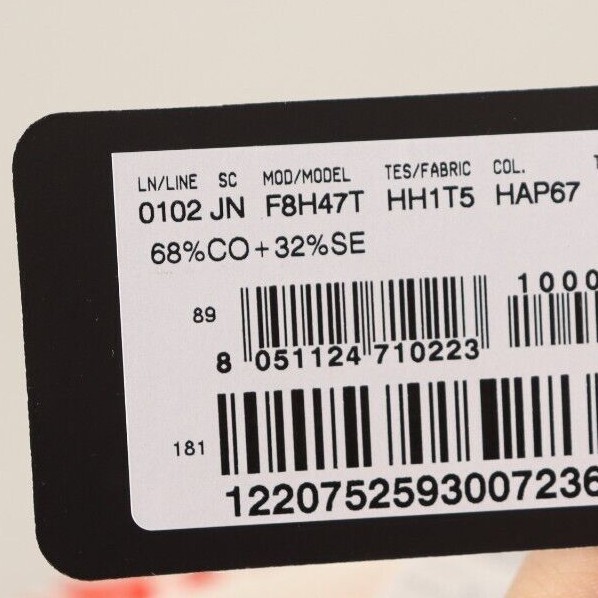 LN/LINE SC MOD/MODEL TES/FABRIC COL.
0102 JN F8H47T HH1T5 HAP67
68%CO+32%SE
1000
89
8 051124 710223
181
1220752593007236